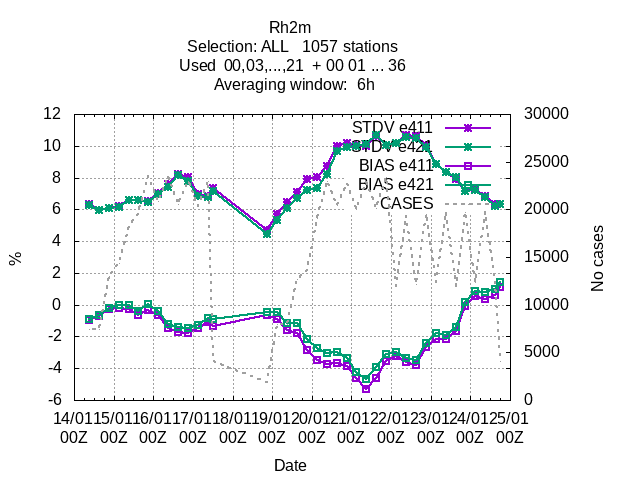 Rh2m
Selection: ALL   1057 stations
Used  00,03,...,21  + 00 01 ... 36
Averaging window:  6h
STDV e411
STDV e421
BIAS e411
BIAS e421
CASES
12
10
8
6
4
2
0
-2
-4
-6
%
30000
25000
20000
15000
10000
5000
0
No cases
14/01 15/01 16/01 17/01 18/01 19/01 20/01 21/01 22/01 23/01 24/01 25/01
00Z 00Z 00Z 00Z 00Z 00Z 00Z 00Z 00Z 00Z 00Z 00Z
Date